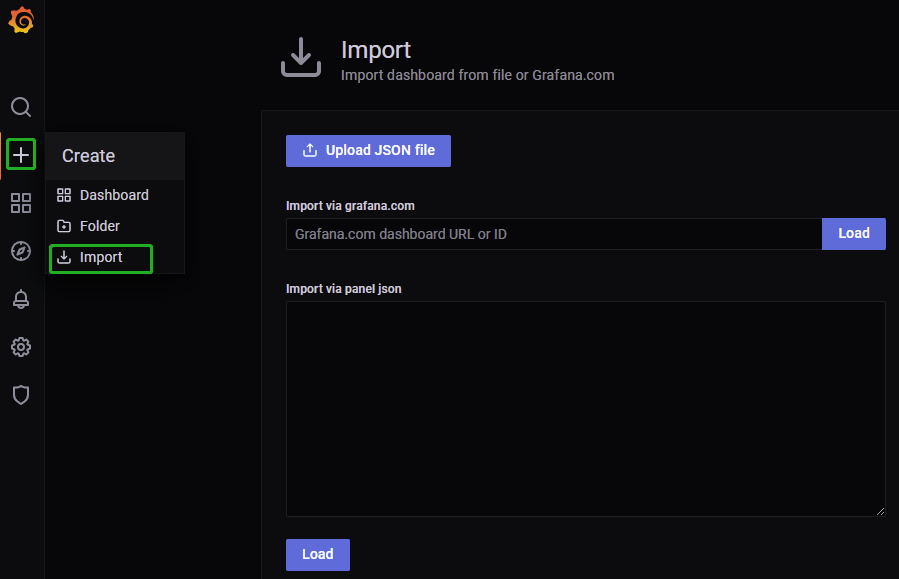 Import
Import dashboard from file or Grafana.com
Create
Dashboard
Folder
Import
Upload JSON file
Import via grafana.com
Grafana.com dashboard URL or ID
Load
Import via panel json
Load